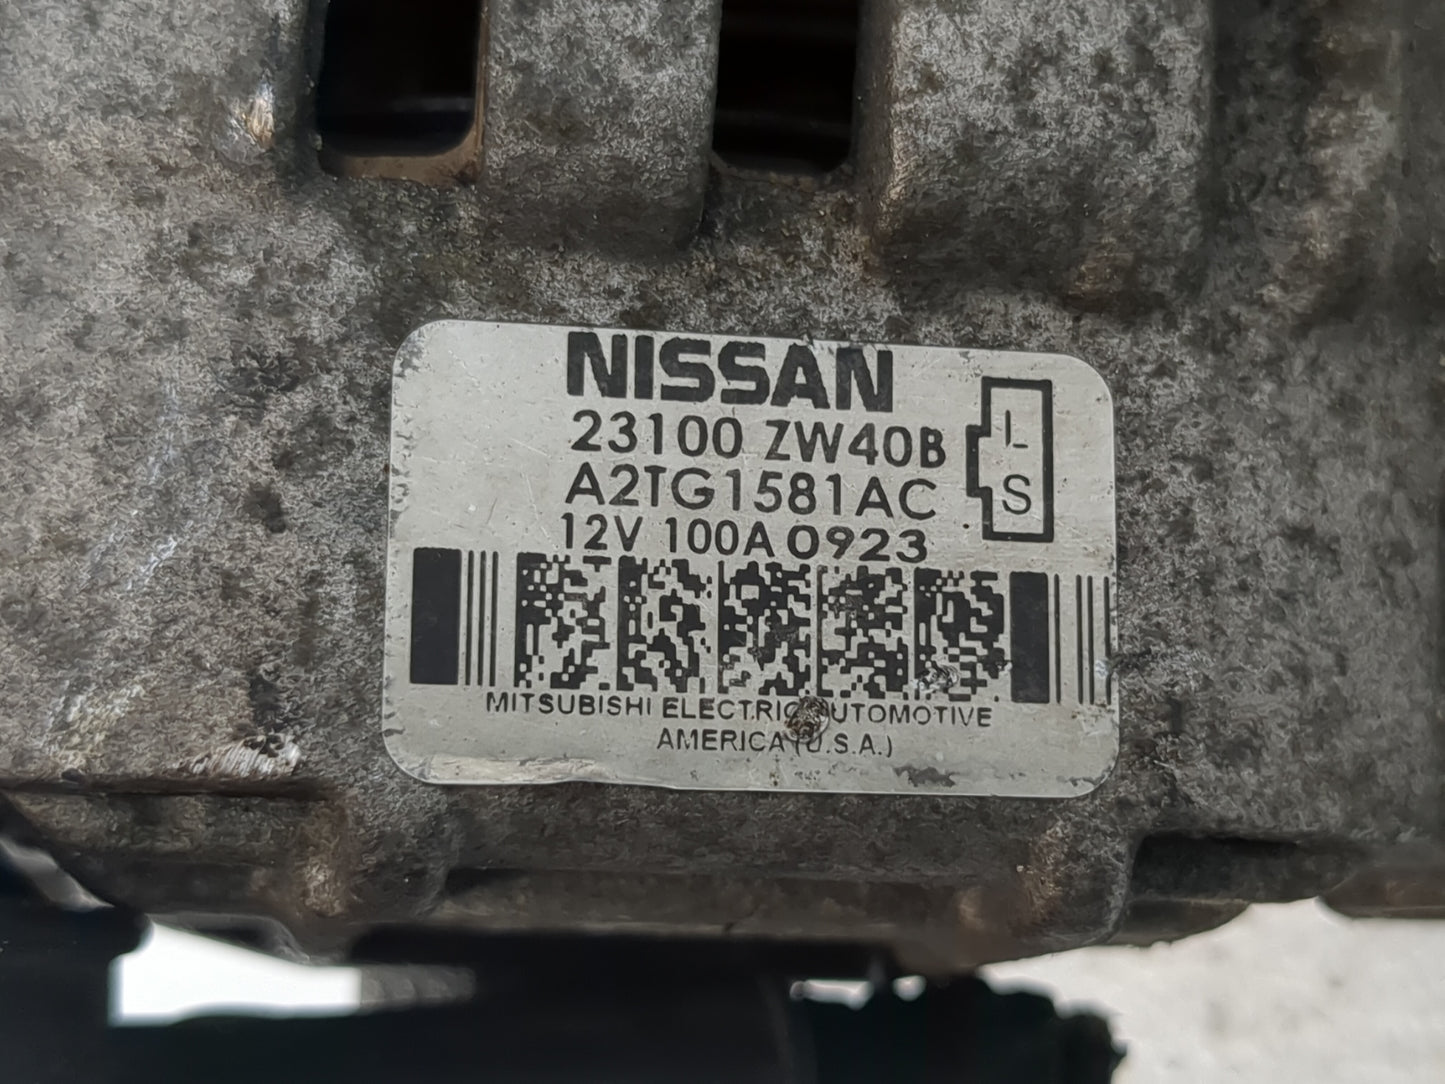 NISSAN
23100 ZW40B
A2TG1581AC
12V 100A 0923
L
S
MITSUBISHI ELECTRIC AUTOMOTIVE
AMERICA (U.S.A.)